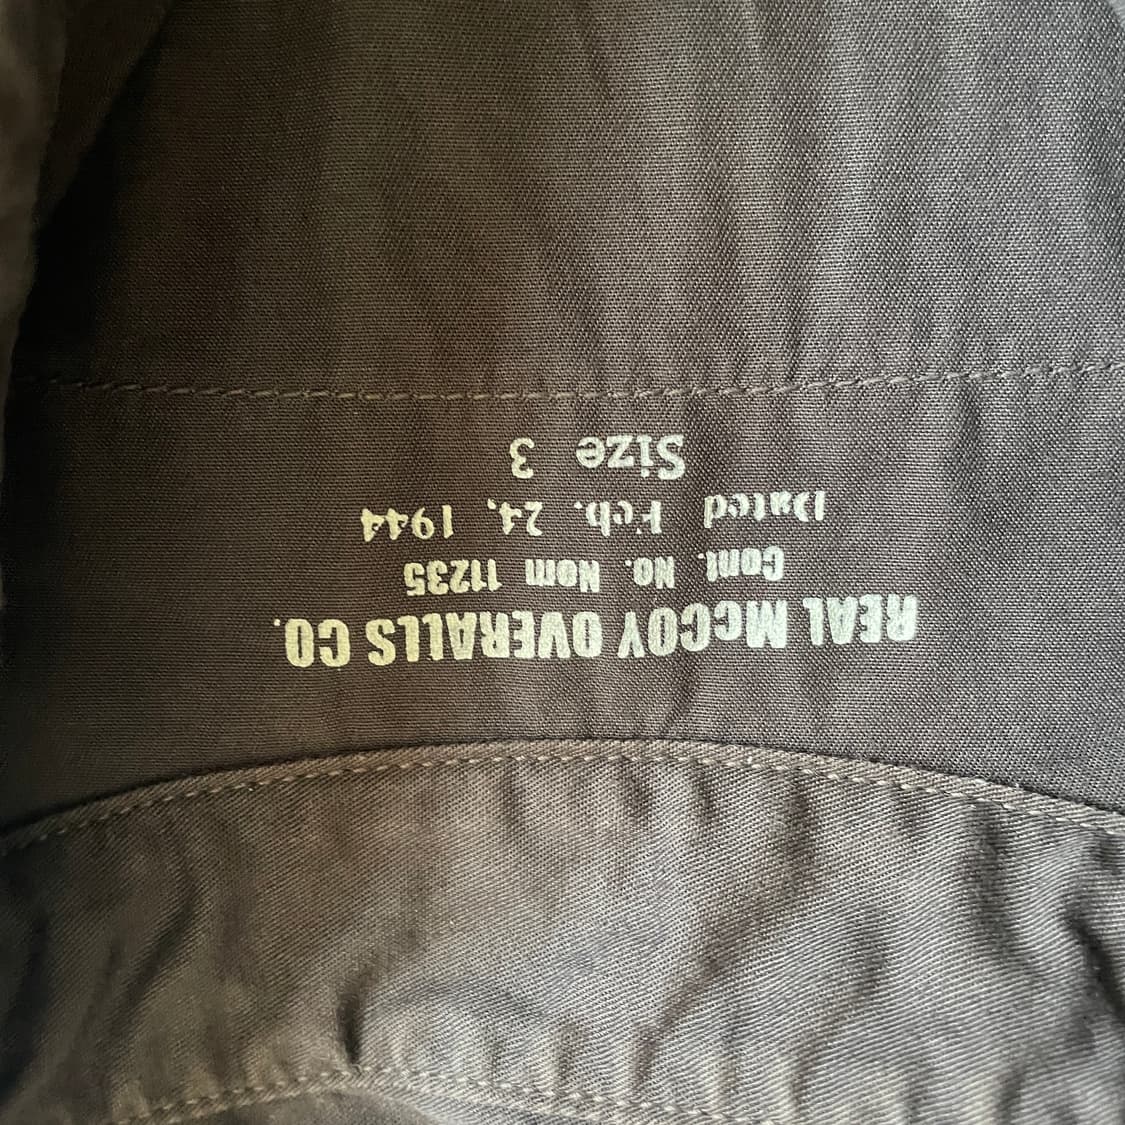 REAL McCOY OVERALLS CO.
Cont. No. Nom 11235
Dated Feb. 24, 1944
Size 3